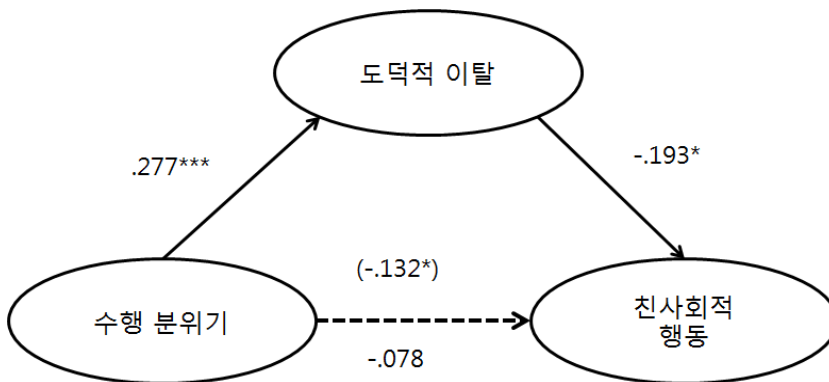 도덕적 이탈
.277***
-.193*
(-.132*)
수행 분위기
친사회적
행동
-.078